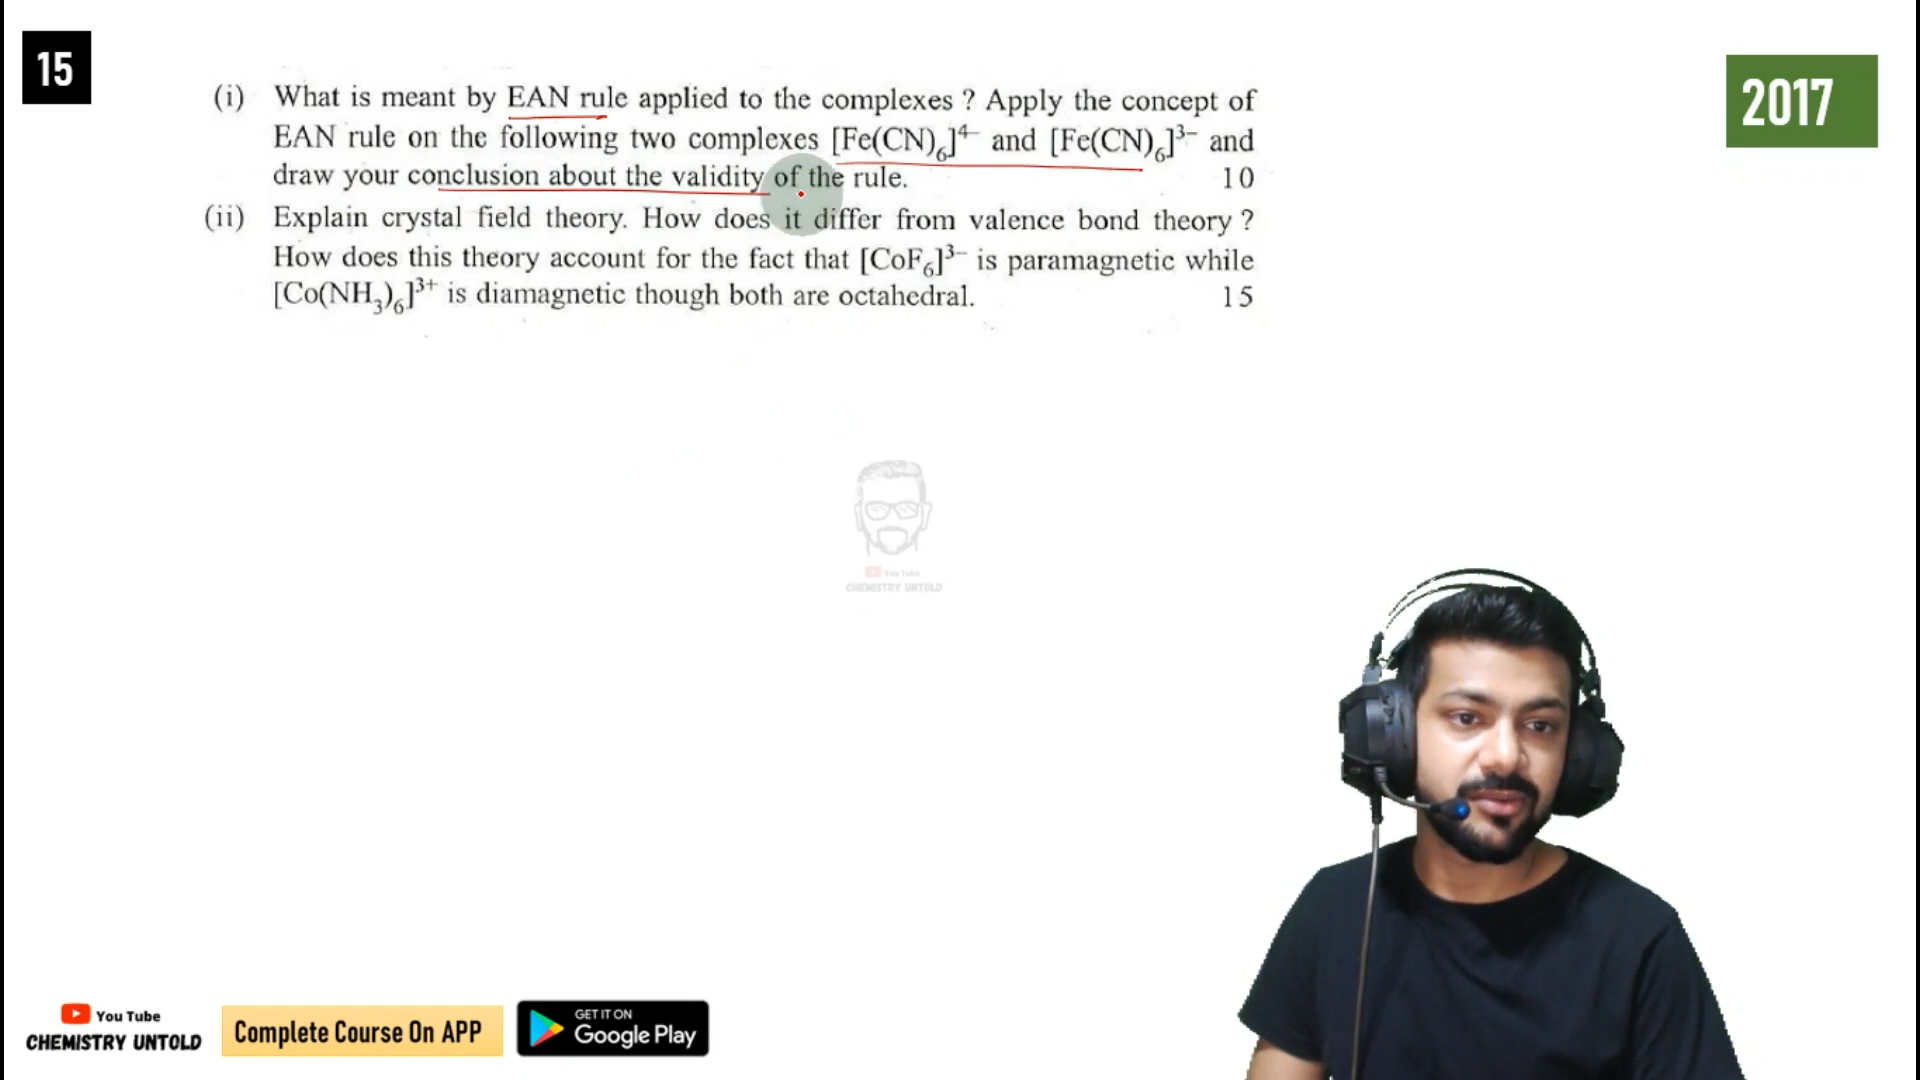 15
2017
(i) What is meant by EAN rule applied to the complexes ? Apply the concept of
EAN rule on the following two complexes [Fe(CN)₆]⁴⁻ and [Fe(CN)₆]³⁻ and
draw your conclusion about the validity of the rule. 10
(ii) Explain crystal field theory. How does it differ from valence bond theory ?
How does this theory account for the fact that [CoF₆]³⁻ is paramagnetic while
[Co(NH₃)₆]³⁺ is diamagnetic though both are octahedral. 15
You Tube
CHEMISTRY UNTOLD
You Tube
CHEMISTRY UNTOLD
Complete Course On APP
GET IT ON
Google Play